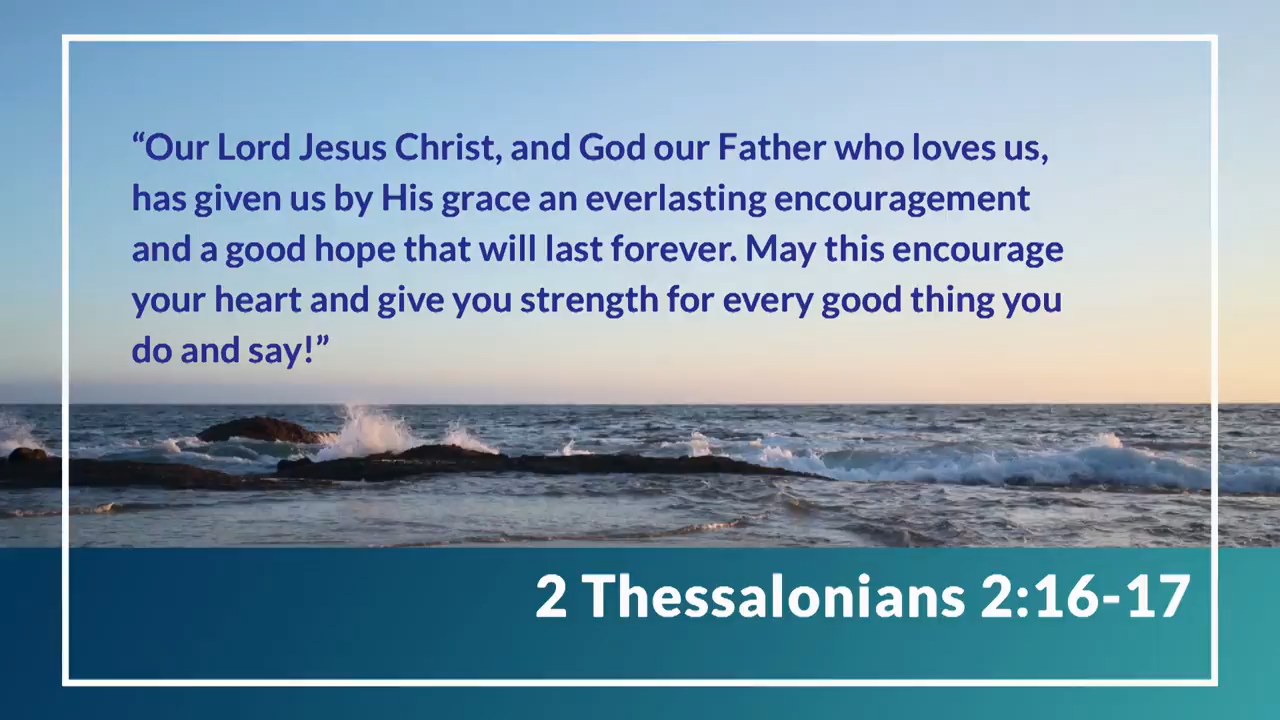 “Our Lord Jesus Christ, and God our Father who loves us,
has given us by His grace an everlasting encouragement
and a good hope that will last forever. May this encourage
your heart and give you strength for every good thing you
do and say!”
2 Thessalonians 2:16-17